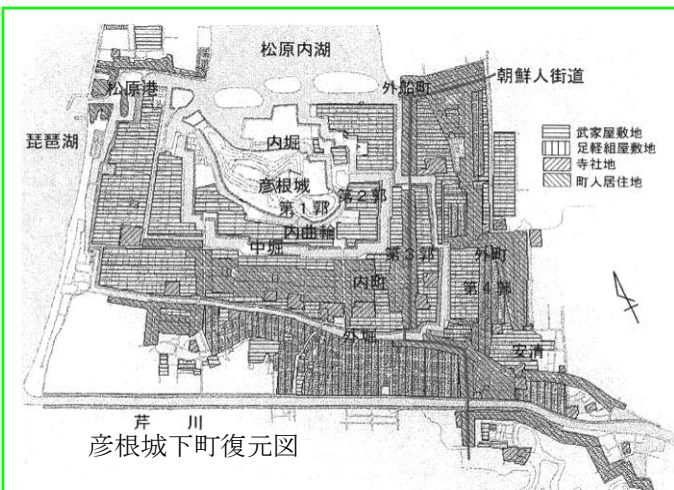 松原内湖
松原港
外船町
朝鮮人街道
琵琶湖
内堀
武家屋敷地
足軽組屋敷地
寺社地
町人居住地
彦根城
第2郭
第1郭
内曲輪
中堀
第3郭
外町
内町
第4郭
外堀
安清
芹川
彦根城下町復元図